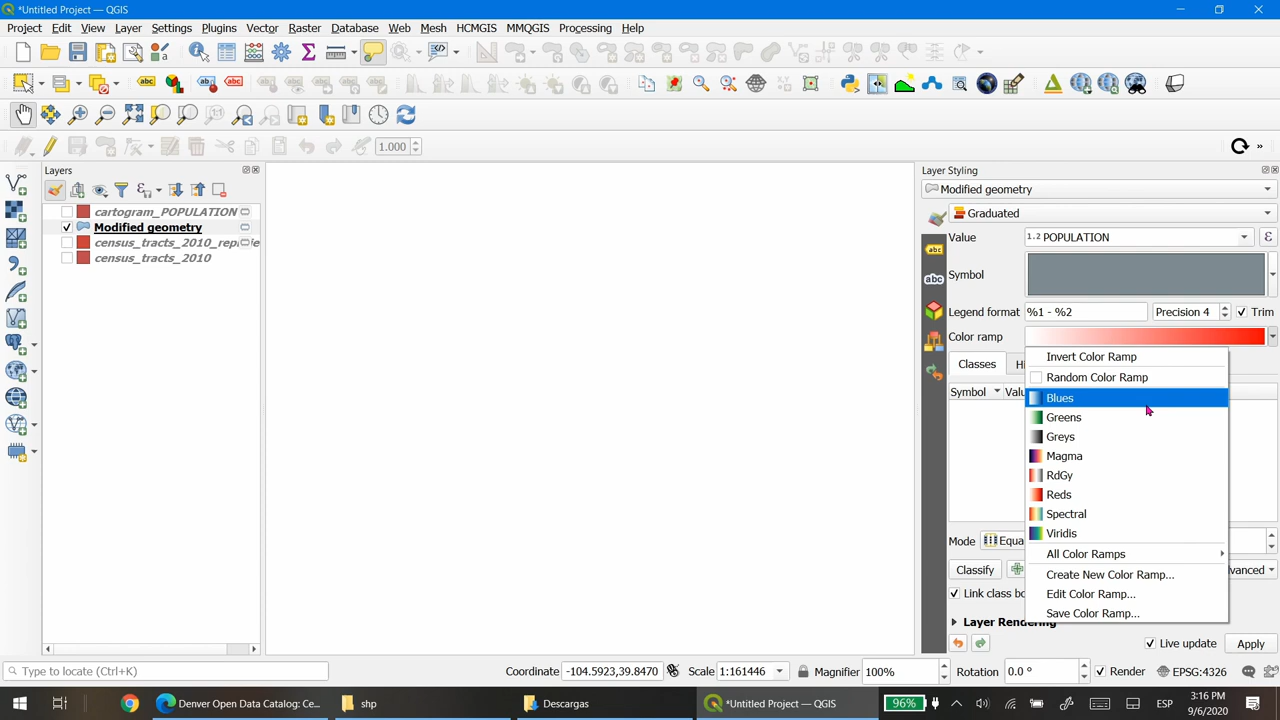 *Untitled Project — QGIS
Project Edit View Layer Settings Plugins Vector Raster Database Web Mesh HCMGIS MMQGIS Processing Help
1.000
Layers
Layer Styling
cartogram_POPULATION
Modified geometry
census_tracts_2010_repr
census_tracts_2010
Modified geometry
Graduated
Value 1.2 POPULATION
Symbol
Legend format %1 - %2 Precision 4 Trim
Color ramp
Classes Hi
Symbol Valu
Invert Color Ramp
Random Color Ramp
Blues
Greens
Greys
Magma
RdGy
Reds
Spectral
Viridis
All Color Ramps
Create New Color Ramp...
Edit Color Ramp...
Save Color Ramp...
Mode Equa
Classify
Link class bo
Layer Rendering
Live update Apply
Type to locate (Ctrl+K) Coordinate -104.5923,39.8470 Scale 1:161446 Magnifier 100% Rotation 0.0 ° Render EPSG:4326
Denver Open Data Catalog: Ce... shp Descargas *Untitled Project — QGIS 96% ESP 3:16 PM
9/6/2020